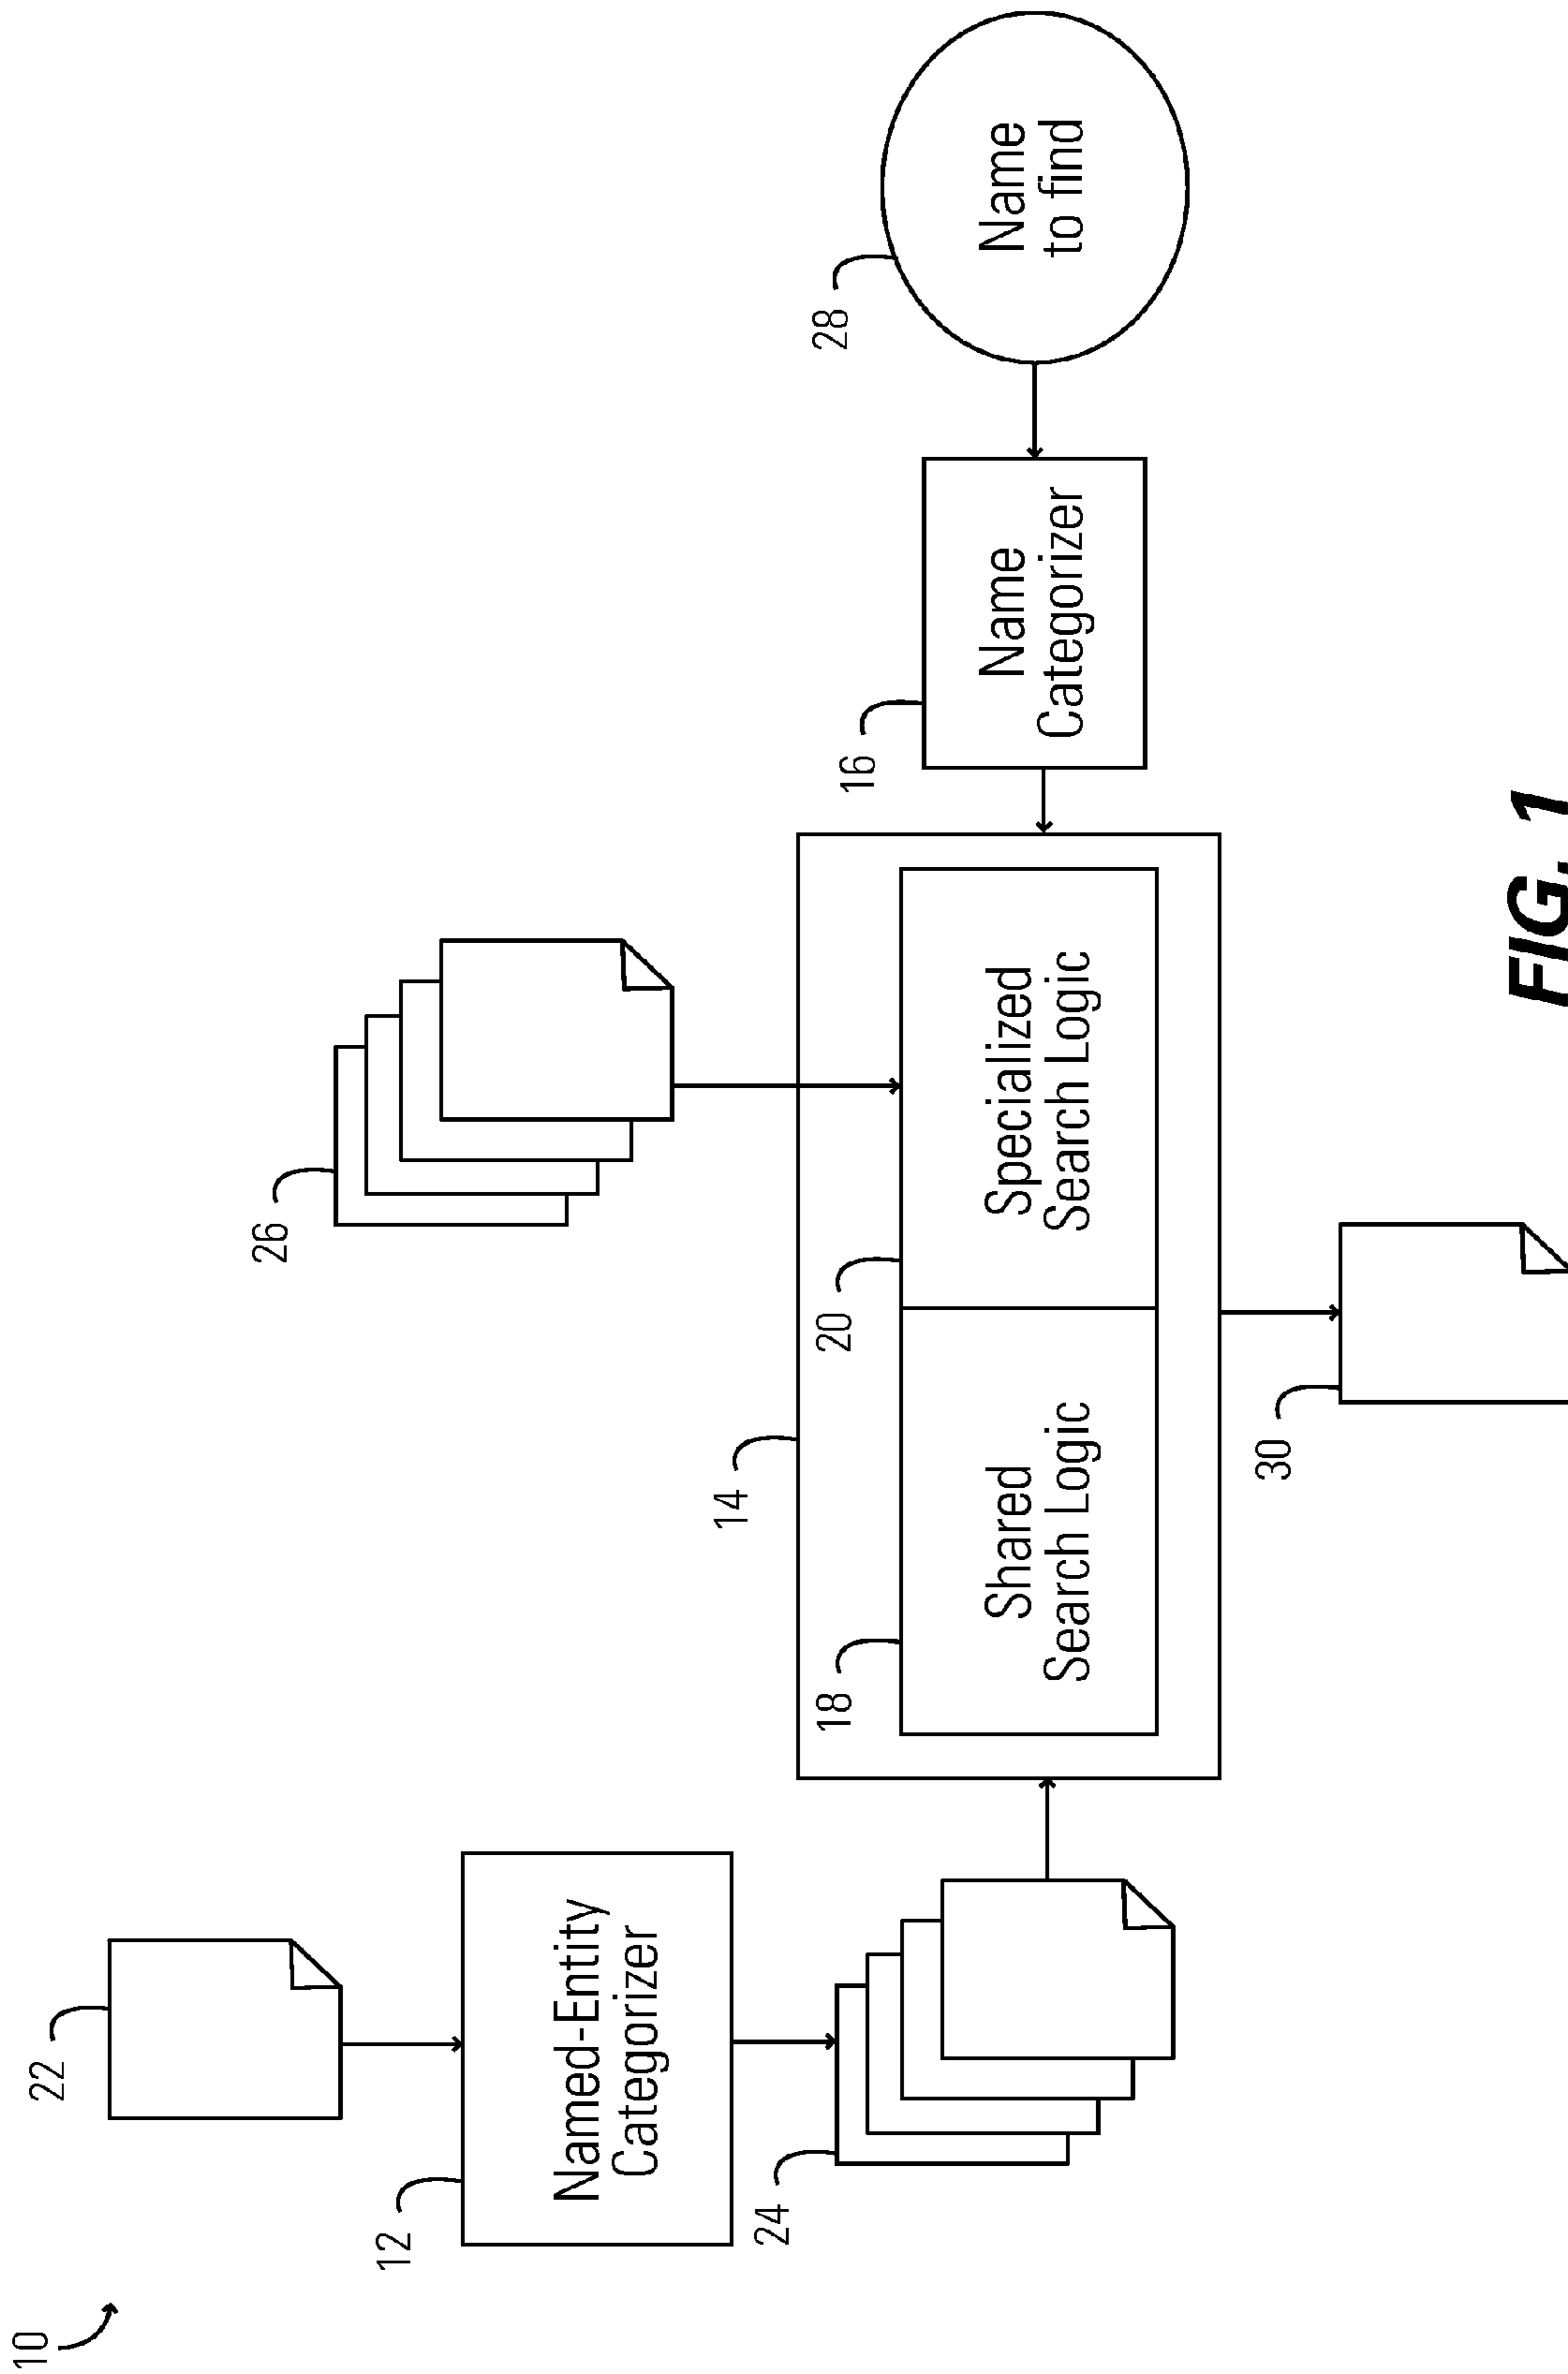 10
22
12
Named-Entity
Categorizer
24
26
14
18
Shared
Search Logic
20
Specialized
Search Logic
16
Name
Categorizer
28
Name
to find
30
FIG. 1